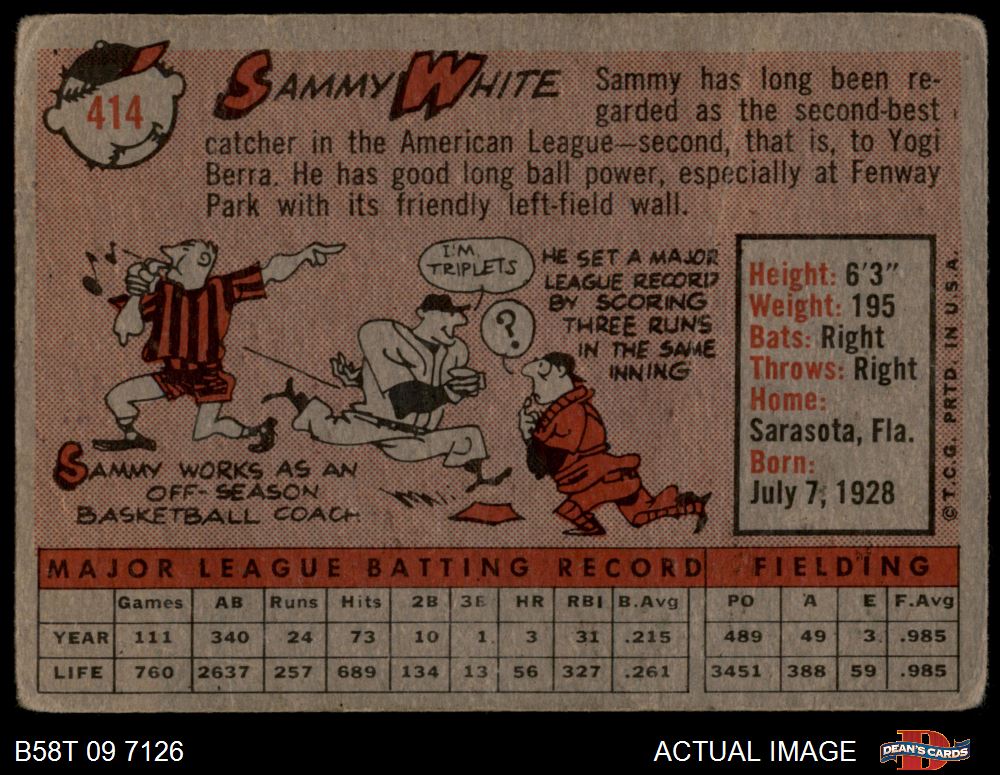 414
SAMMY WHITE
Sammy has long been re-
garded as the second-best
catcher in the American League—second, that is, to Yogi
Berra. He has good long ball power, especially at Fenway
Park with its friendly left-field wall.
I'M
TRIPLETS
?
HE SET A MAJOR
LEAGUE RECORD
BY SCORING
THREE RUNS
IN THE SAME
INNING
SAMMY WORKS AS AN
OFF-SEASON
BASKETBALL COACH
Height: 6'3"
Weight: 195
Bats: Right
Throws: Right
Home:
Sarasota, Fla.
Born:
July 7, 1928
©T.C.G. PRTD. IN U.S.A.
MAJOR LEAGUE BATTING RECORD FIELDING
Games AB Runs Hits 2B 3B HR RBI B.Avg PO A E F.Avg
YEAR 111 340 24 73 10 1 3 31 .215 489 49 3 .985
LIFE 760 2637 257 689 134 13 56 327 .261 3451 388 59 .985
B58T 09 7126 ACTUAL IMAGE DEAN'S CARDS